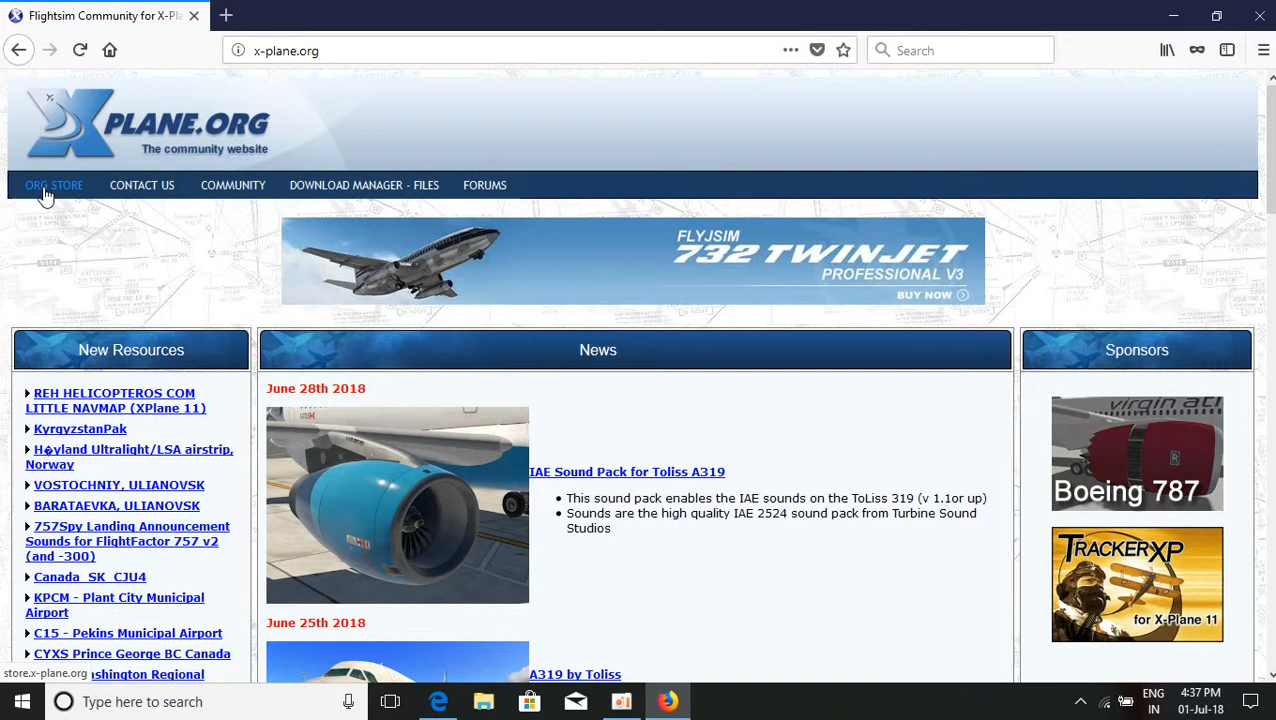 Flightsim Community for X-Pla
x-plane.org
Search
XPLANE.ORG
The community website
ORG STORE
CONTACT US
COMMUNITY
DOWNLOAD MANAGER - FILES
FORUMS
FLYJSIM
732 TWINJET
PROFESSIONAL V3
BUY NOW
New Resources
REH HELICOPTEROS COM
LITTLE NAVMAP (XPlane 11)
KyrgyzstanPak
H�yland Ultralight/LSA airstrip,
Norway
VOSTOCHNIY, ULIANOVSK
BARATAEVKA, ULIANOVSK
757Spy Landing Announcement
Sounds for FlightFactor 757 v2
(and -300)
Canada_SK_CJU4
KPCM - Plant City Municipal
Airport
C15 - Pekins Municipal Airport
CYXS Prince George BC Canada
shington Regional
News
June 28th 2018
IAE Sound Pack for Toliss A319
This sound pack enables the IAE sounds on the ToLiss 319 (v 1.1or up)
Sounds are the high quality IAE 2524 sound pack from Turbine Sound
Studios
June 25th 2018
A319 by Toliss
Sponsors
virgin atl
Boeing 787
TRACKERXP
for X-Plane 11
store.x-plane.org
Type here to search
ENG
IN
4:37 PM
01-Jul-18